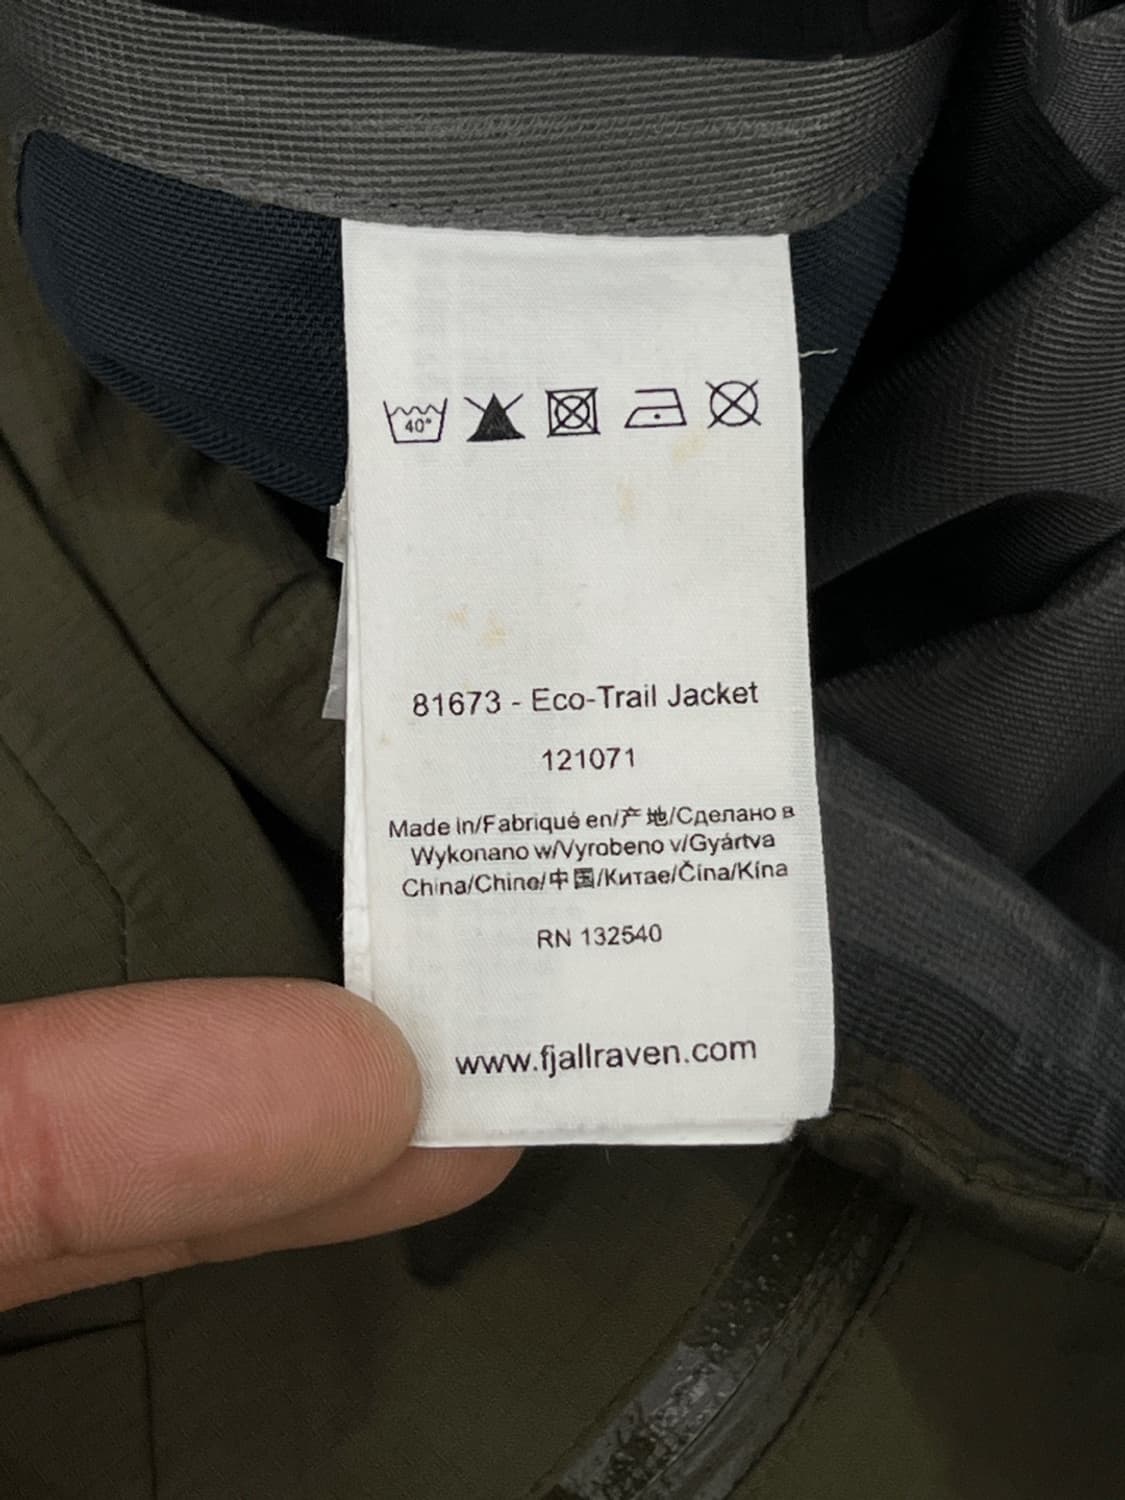 40°
81673 - Eco-Trail Jacket
121071
Made in/Fabriqué en/产 地/Сделано в
Wykonano w/Vyrobeno v/Gyártva
China/Chine/中国/Китае/Čína/Kína
RN 132540
www.fjallraven.com